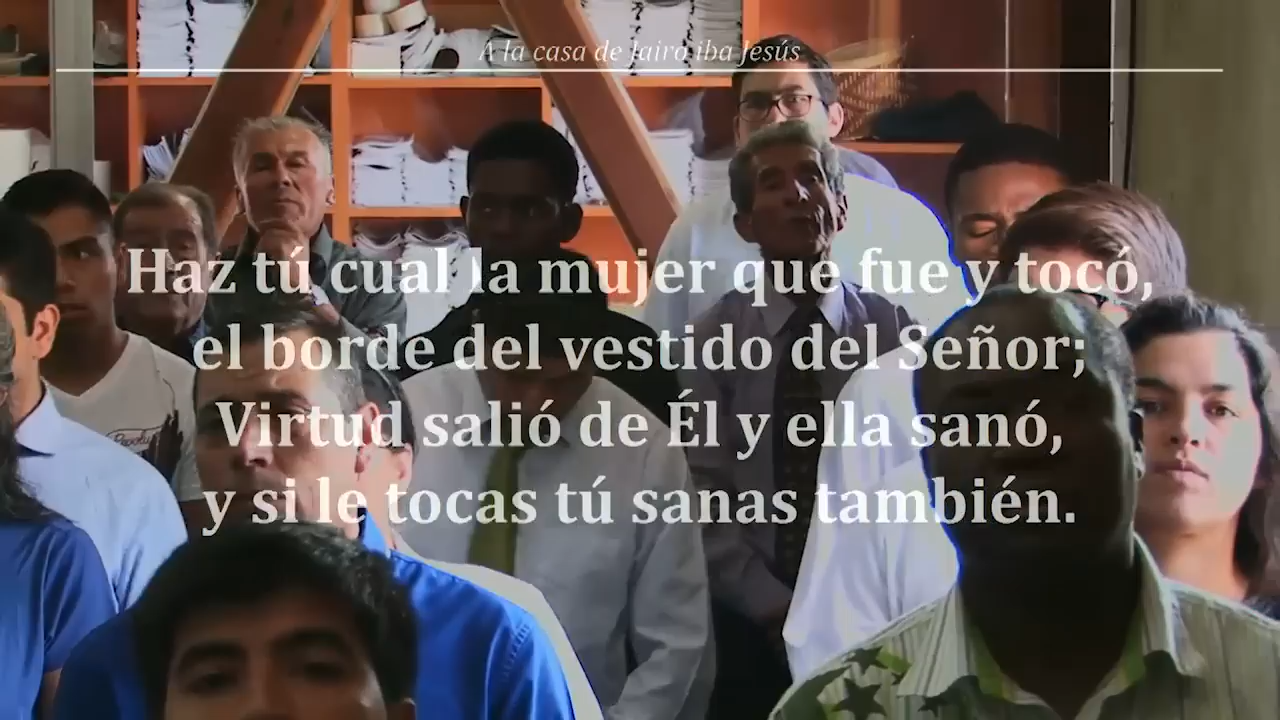 A la casa de Jairo iba Jesús
Haz tú cual la mujer que fue y tocó,
el borde del vestido del Señor;
Virtud salió de Él y ella sanó,
y si le tocas tú sanas también.